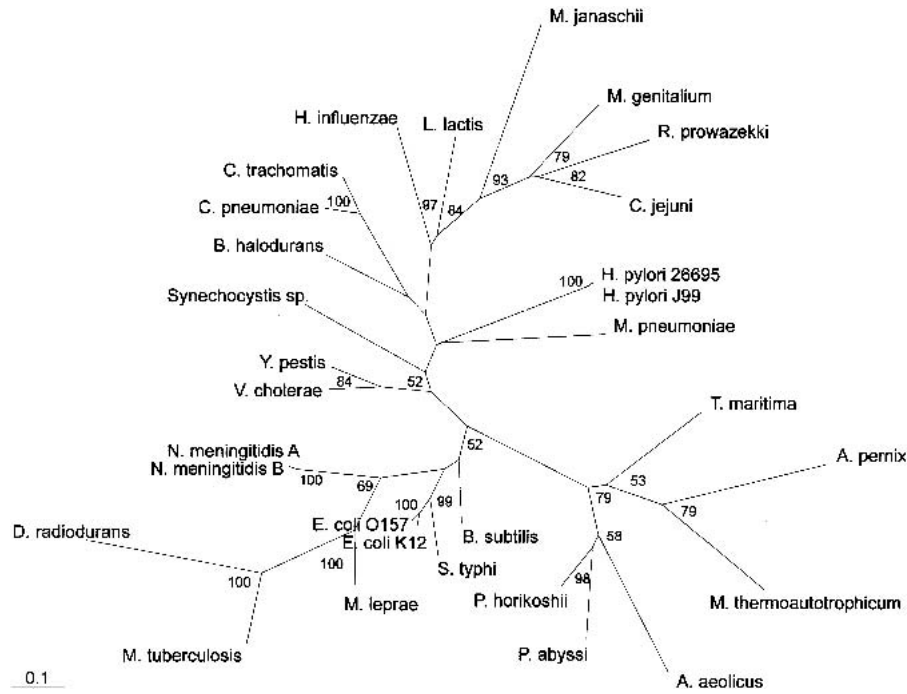 M. janaschii
M. genitalium
H. influenzae
L. lactis
R. prowazekki
C. trachomatis
79
93
82
C. pneumoniae
100
97
84
C. jejuni
B. halodurans
Synechocystis sp.
100
H. pylori 26695
H. pylori J99
M. pneumoniae
Y. pestis
84
52
V. choterae
T. maritima
N. meningitidis A
N. meningitidis B
52
A. pernix
100
69
53
79
79
D. radiodurans
100
99
E. coli O157
E. coli K12
B. subtilis
58
100
100
S. typhi
98
M. leprae
P. horikoshii
M. thermoautotrophicum
M. tuberculosis
P. abyssi
A. aeolicus
0.1